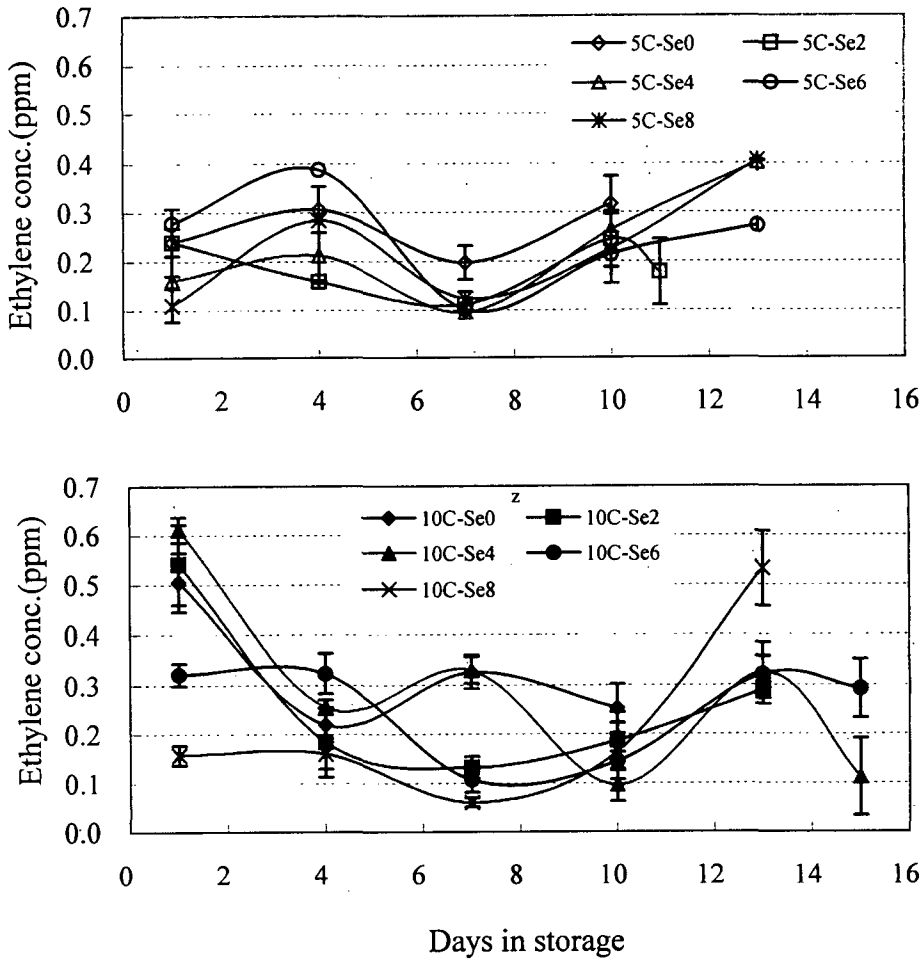 0.7
0.6
0.5
0.4
0.3
0.2
0.1
0.0
Ethylene conc.(ppm)
5C-Se0 5C-Se2
5C-Se4 5C-Se6
5C-Se8
0 2 4 6 8 10 12 14 16
0.7
0.6
0.5
0.4
0.3
0.2
0.1
0.0
Ethylene conc.(ppm)
z
10C-Se0 10C-Se2
10C-Se4 10C-Se6
10C-Se8
0 2 4 6 8 10 12 14 16
Days in storage